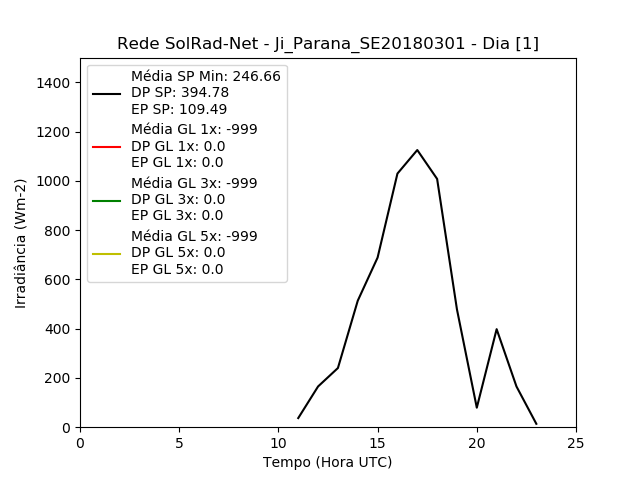 Rede SolRad-Net - Ji_Parana_SE20180301 - Dia [1]
Média SP Min: 246.66
DP SP: 394.78
EP SP: 109.49
Média GL 1x: -999
DP GL 1x: 0.0
EP GL 1x: 0.0
Média GL 3x: -999
DP GL 3x: 0.0
EP GL 3x: 0.0
Média GL 5x: -999
DP GL 5x: 0.0
EP GL 5x: 0.0
Irradiância (Wm-2)
1400
1200
1000
800
600
400
200
0
0 5 10 15 20 25
Tempo (Hora UTC)